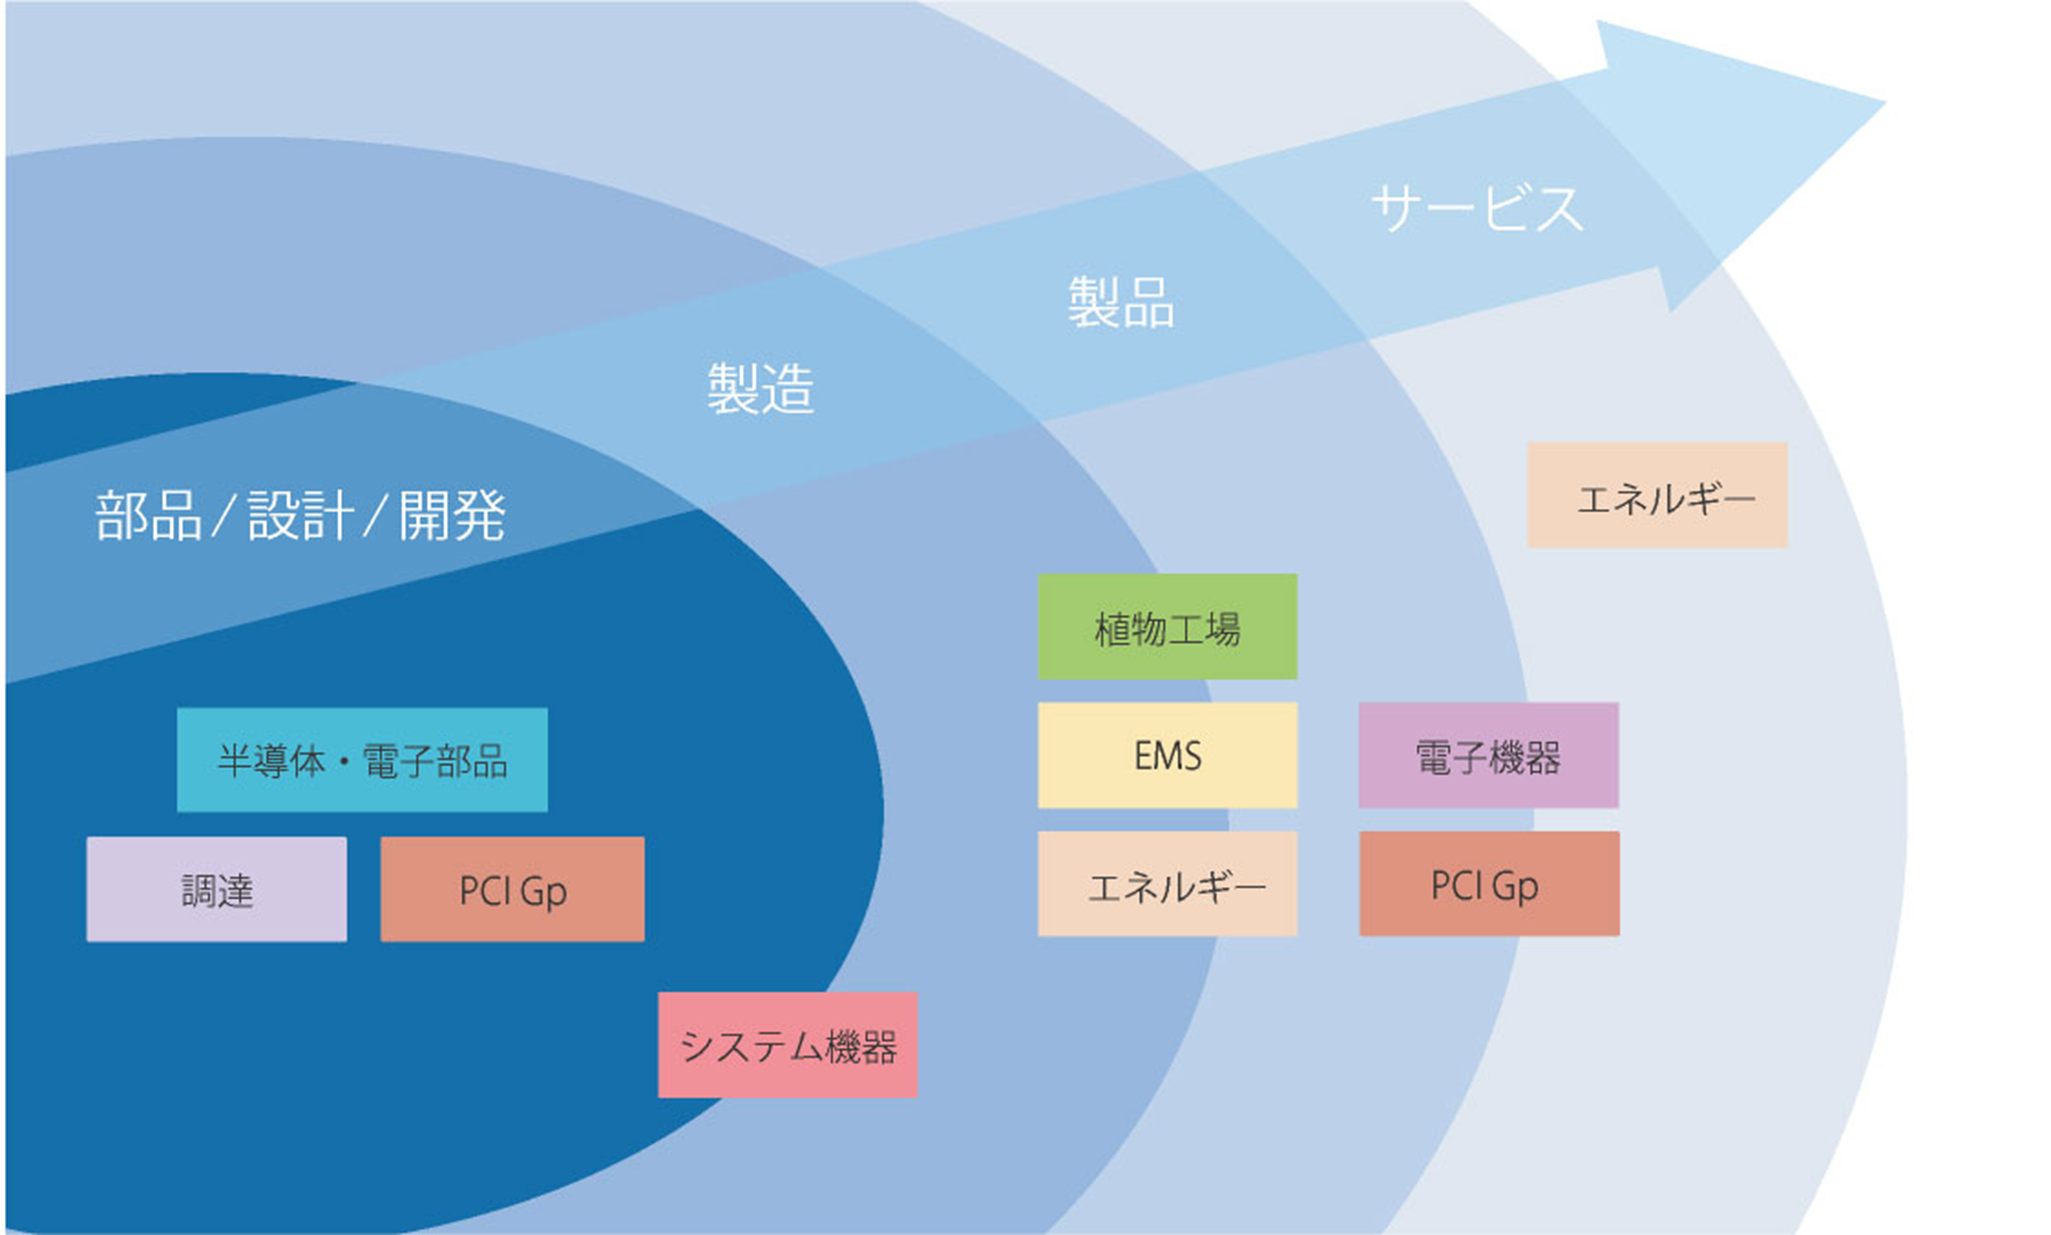 サービス
製品
製造
部品/設計/開発
エネルギー
植物工場
EMS
電子機器
エネルギー
PCI Gp
半導体・電子部品
調達
PCI Gp
システム機器